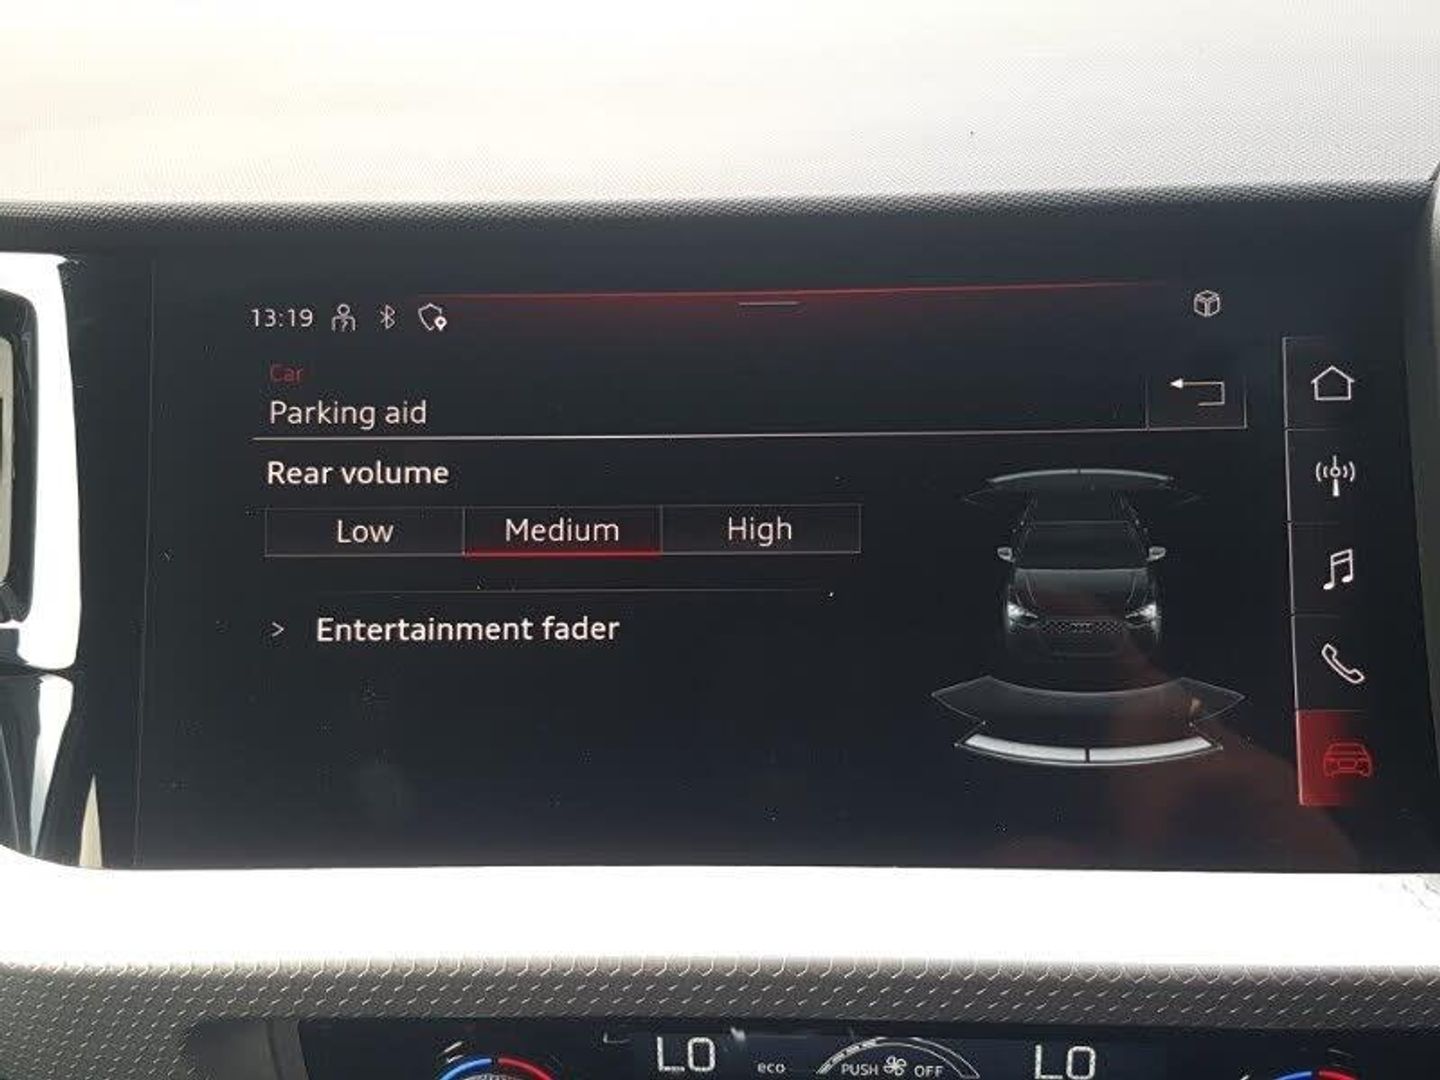 13:19
Car
Parking aid
Rear volume
Low Medium High
> Entertainment fader
LO eco PUSH OFF LO